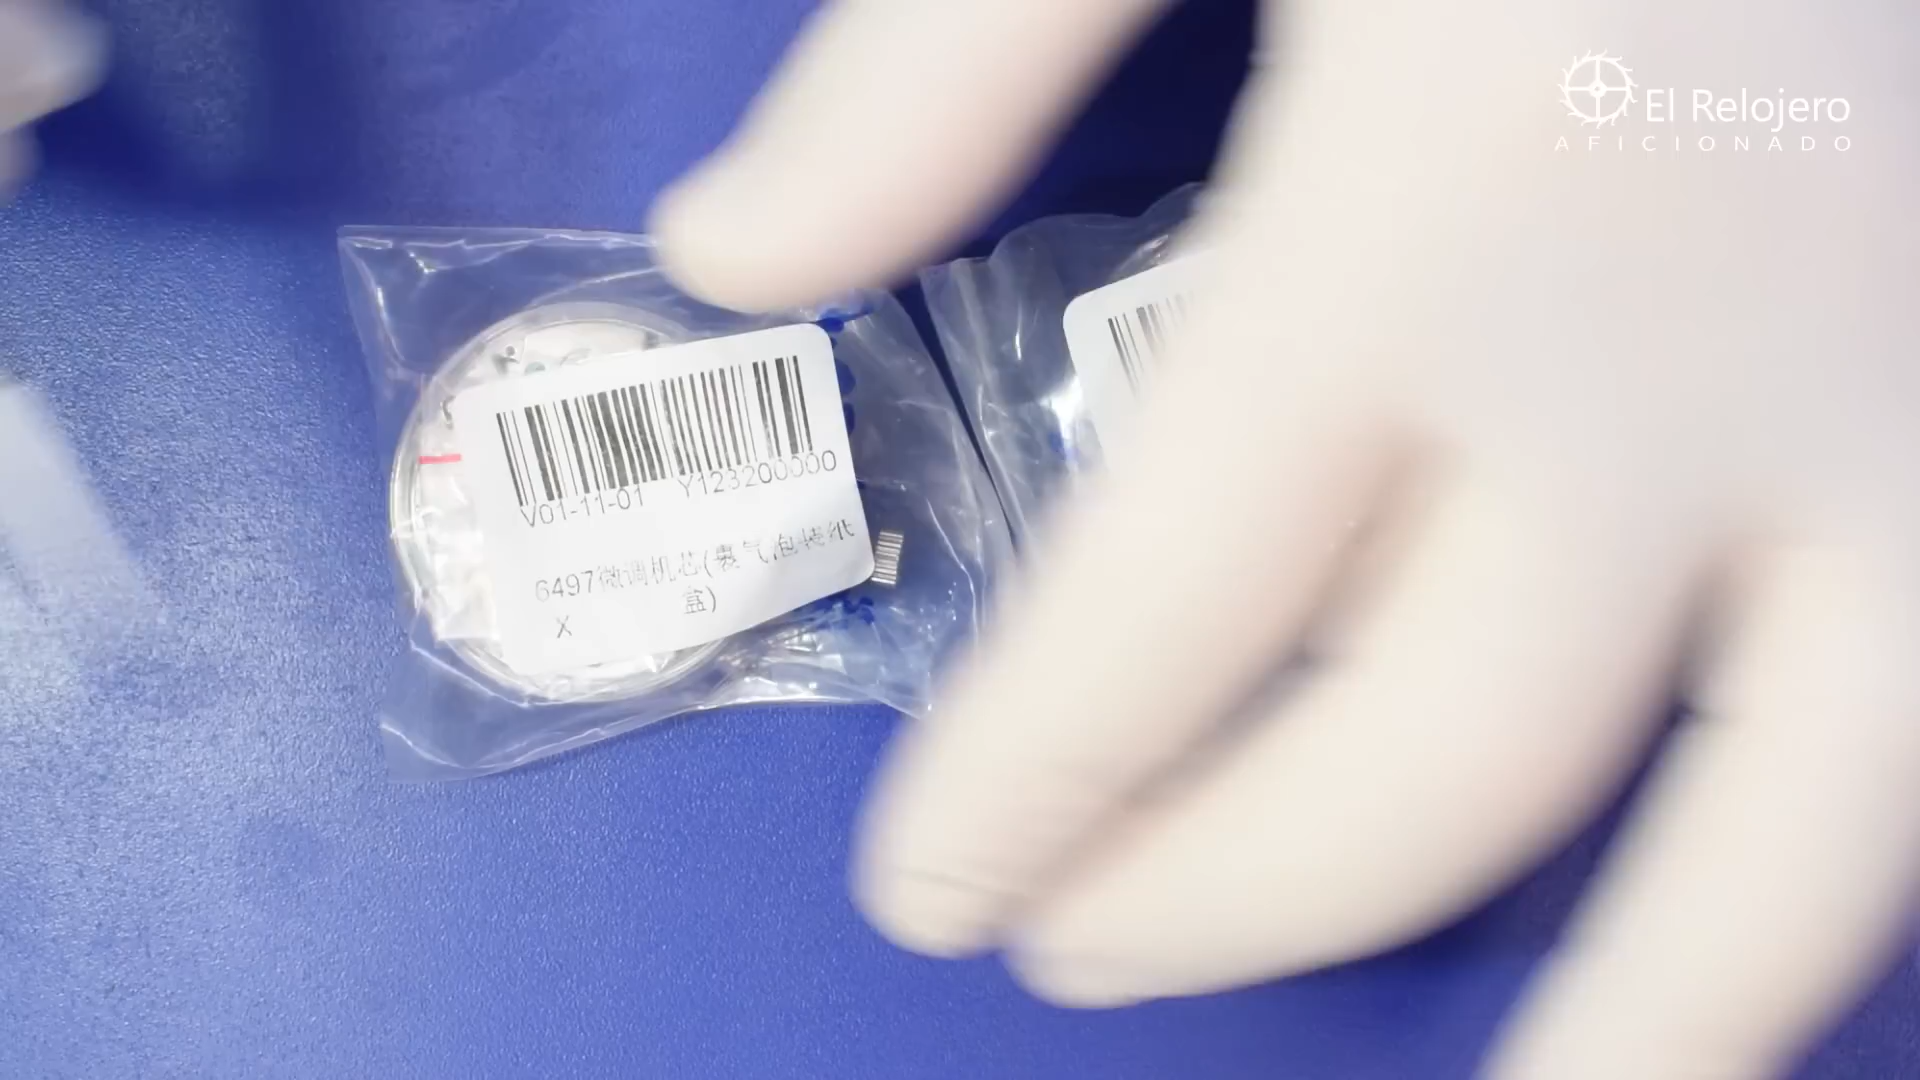 El Relojero
AFICIONADO
V01-11-01 Y123200000
6497微调机芯(裹气泡垫纸
盒)
X